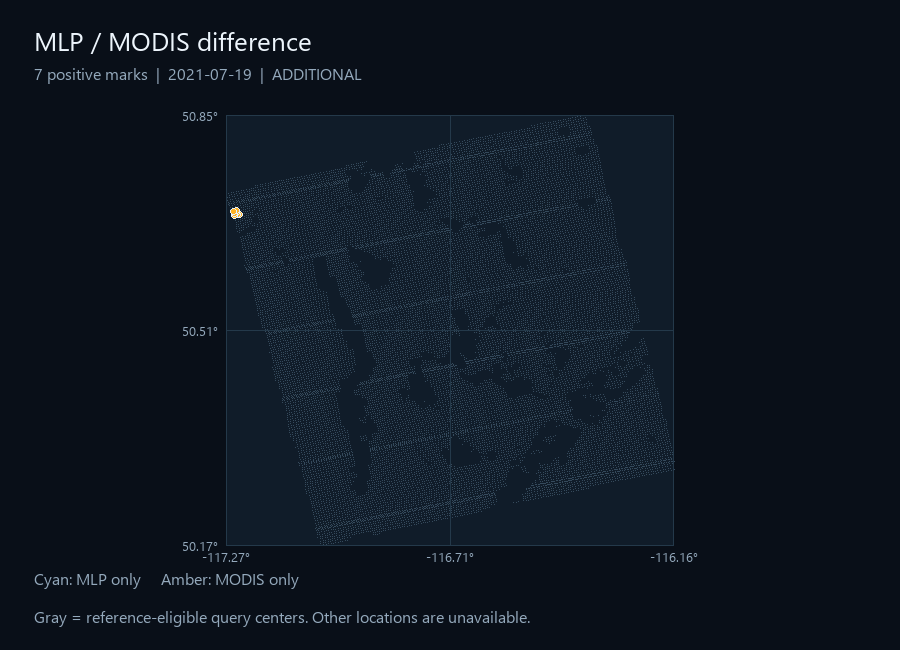 MLP / MODIS difference
7 positive marks | 2021-07-19 | ADDITIONAL
50.85°
50.51°
50.17°
-117.27° -116.71° -116.16°
Cyan: MLP only Amber: MODIS only
Gray = reference-eligible query centers. Other locations are unavailable.